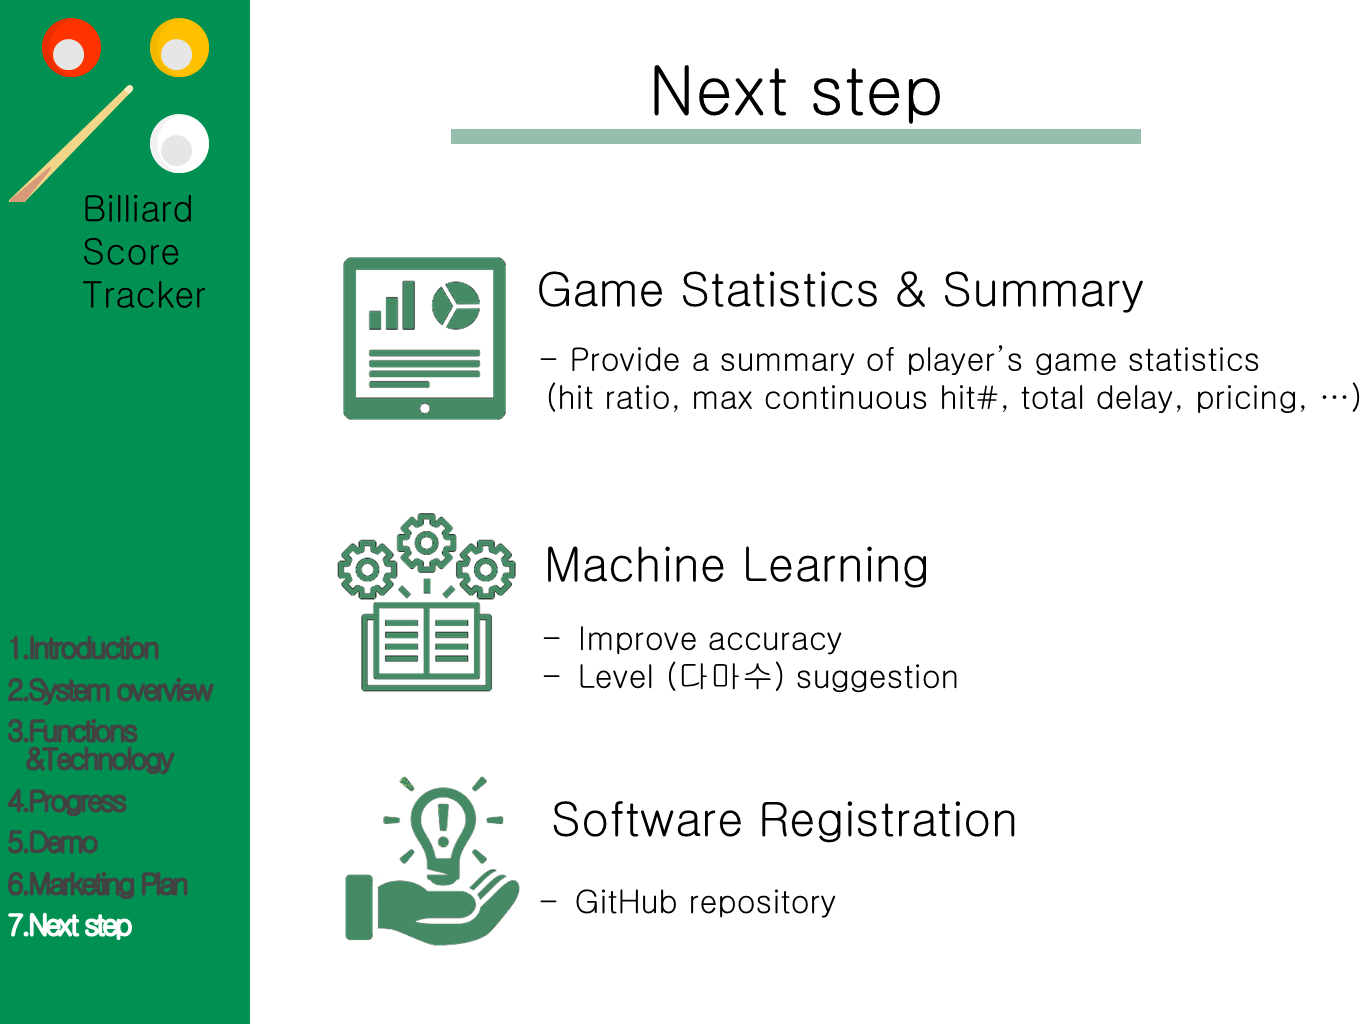 Billiard
Score
Tracker
1.Introduction
2.System overview
3.Functions
&Technology
4.Progress
5.Demo
6.Marketing Plan
7.Next step
Next step
Game Statistics & Summary
- Provide a summary of player’s game statistics
(hit ratio, max continuous hit#, total delay, pricing, …)
Machine Learning
- Improve accuracy
- Level (다마수) suggestion
Software Registration
- GitHub repository